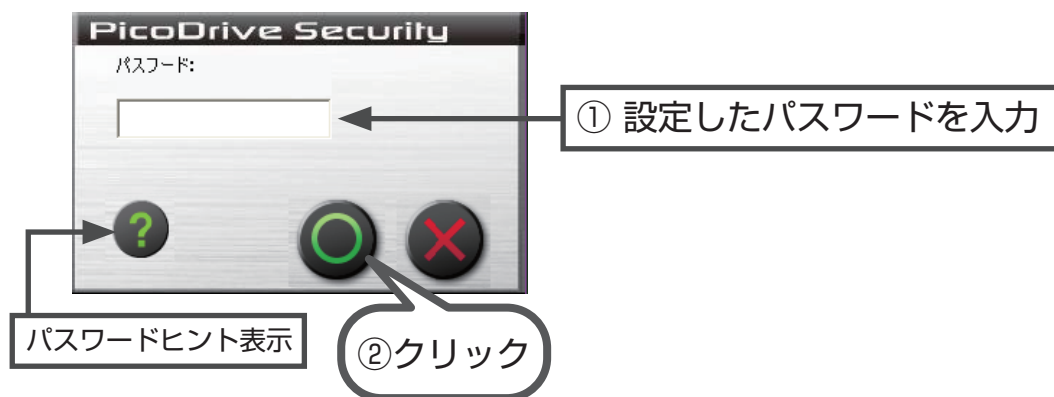 PicoDrive Security
パスワード:
① 設定したパスワードを入力
?
パスワードヒント表示
②クリック